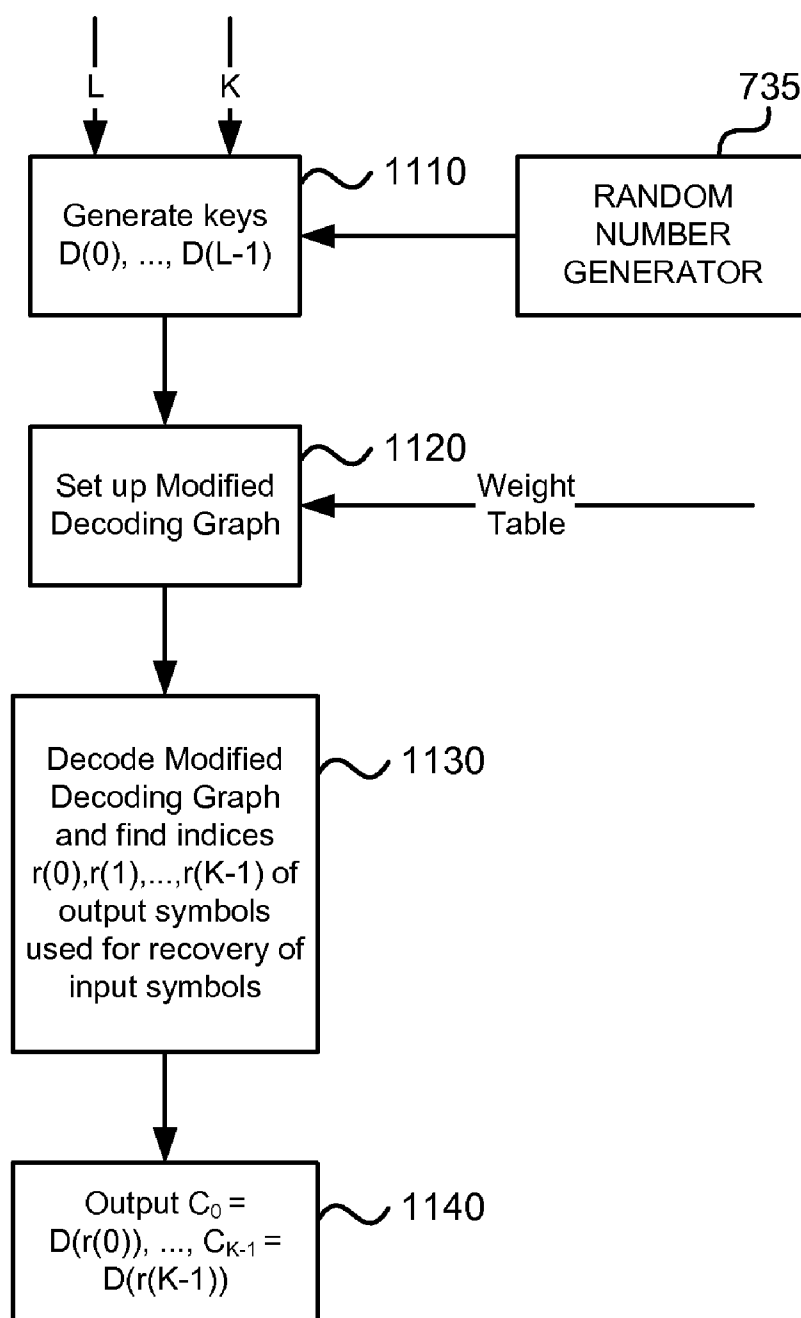 L
K
735
1110
Generate keys
D(0), ..., D(L-1)
RANDOM
NUMBER
GENERATOR
1120
Set up Modified
Decoding Graph
Weight
Table
1130
Decode Modified
Decoding Graph
and find indices
r(0),r(1),...,r(K-1) of
output symbols
used for recovery of
input symbols
1140
Output C₀ =
D(r(0)), ..., C_K-1 =
D(r(K-1))